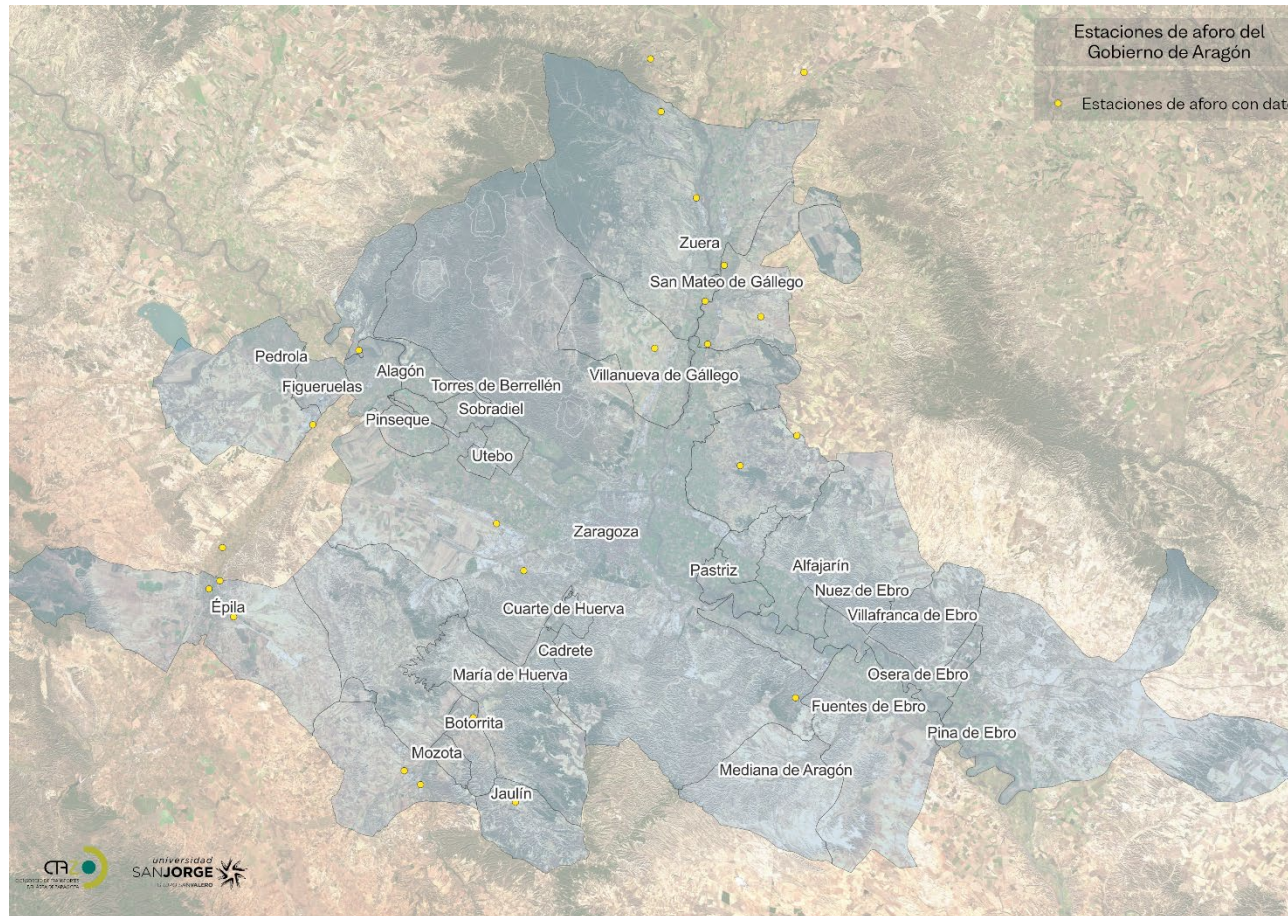 Estaciones de aforo del
Gobierno de Aragón
Estaciones de aforo con dat
Zuera
San Mateo de Gállego
Pedrola
Alagón
Villanueva de Gállego
Figueruelas
Torres de Berrellén
Sobradiel
Pinseque
Utebo
Zaragoza
Pastriz
Alfajarín
Nuez de Ebro
Épila
Cuarte de Huerva
Villafranca de Ebro
Cadrete
María de Huerva
Osera de Ebro
Fuentes de Ebro
Botorrita
Pina de Ebro
Mozota
Mediana de Aragón
Jaulín
CTAZ
universidad
SANJORGE